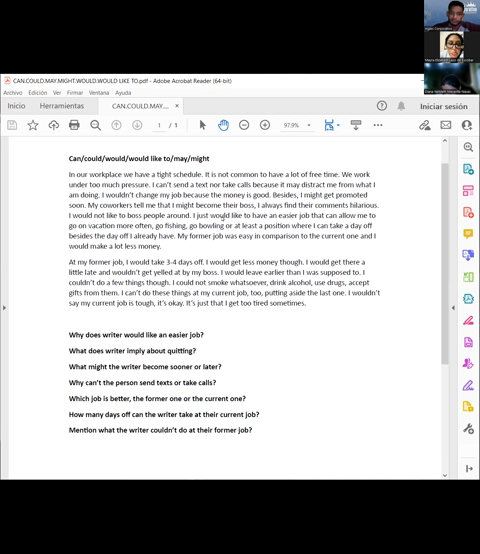 CAN.COULD.MAY.MIGHT.WOULD.WOULD LIKE TO.pdf - Adobe Acrobat Reader (64-bit)
Archivo Edición Ver Firmar Ventana Ayuda
Inicio Herramientas CAN.COULD.MAY.... × Iniciar sesión
1 / 1 97.9%
Can/could/would/would like to/may/might
In our workplace we have a tight schedule. It is not common to have a lot of free time. We work
under too much pressure. I can't send a text nor take calls because it may distract me from what I
am doing. I wouldn't change my job because the money is good. Besides, I might get promoted
soon. My coworkers tell me that I might become their boss, I always find their comments hilarious.
I would not like to boss people around. I just would like to have an easier job that can allow me to
go on vacation more often, go fishing, go bowling or at least a position where I can take a day off
besides the day off I already have. My former job was easy in comparison to the current one and I
would make a lot less money.
At my former job, I would take 3-4 days off. I would get less money though. I would get there a
little late and wouldn't get yelled at by my boss. I would leave earlier than I was supposed to. I
couldn't do a few things though. I could not smoke whatsoever, drink alcohol, use drugs, accept
gifts from them. I can't do these things at my current job, too, putting aside the last one. I wouldn't
say my current job is tough, it's okay. It's just that I get too tired sometimes.
Why does writer would like an easier job?
What does writer imply about quitting?
What might the writer become sooner or later?
Why can't the person send texts or take calls?
Which job is better, the former one or the current one?
How many days off can the writer take at their current job?
Mention what the writer couldn't do at their former job?